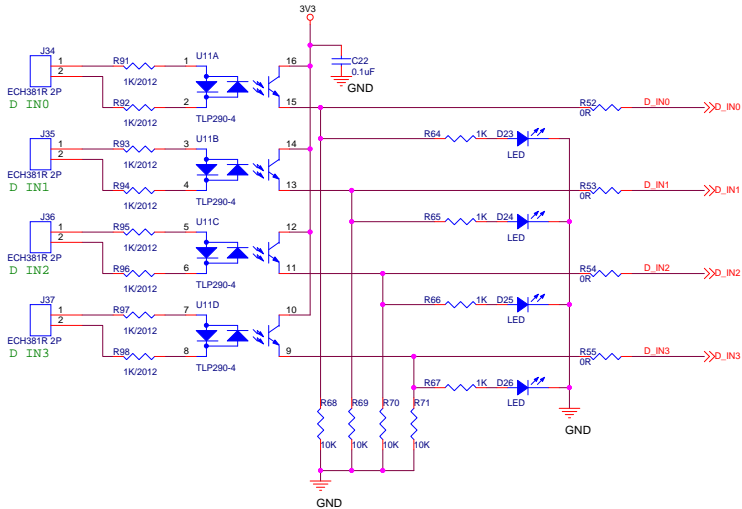 3V3
C22
0.1uF
GND
J34
1
2
ECH381R 2P
D IN0
R91
1K/2012
R92
1
2
U11A
TLP290-4
16
15
R52
0R
D_IN0
D_IN0
R64
1K
D23
LED
J35
1
2
ECH381R 2P
D IN1
R93
1K/2012
R94
1K/2012
3
4
U11B
TLP290-4
14
13
R53
0R
D_IN1
D_IN1
R65
1K
D24
LED
J36
1
2
ECH381R 2P
D IN2
R95
1K/2012
R96
1K/2012
5
6
U11C
TLP290-4
12
11
R54
0R
D_IN2
D_IN2
R66
1K
D25
LED
J37
1
2
ECH381R 2P
D IN3
R97
1K/2012
R98
1K/2012
7
8
U11D
TLP290-4
10
9
R55
0R
D_IN3
D_IN3
R67
1K
D26
LED
GND
R68
10K
R69
10K
R70
10K
R71
10K
GND